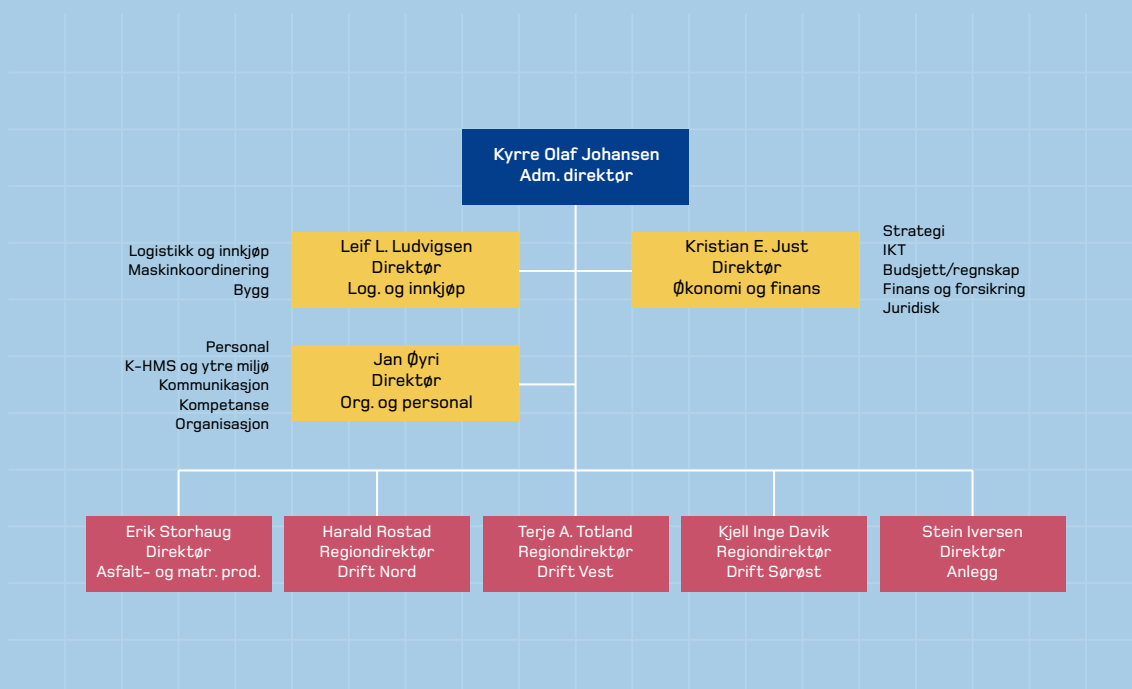 Kyrre Olaf Johansen
Adm. direktør
Logistikk og innkjøp
Maskinkoordinering
Bygg
Leif L. Ludvigsen
Direktør
Log. og innkjøp
Kristian E. Just
Direktør
Økonomi og finans
Strategi
IKT
Budsjett/regnskap
Finans og forsikring
Juridisk
Personal
K-HMS og ytre miljø
Kommunikasjon
Kompetanse
Organisasjon
Jan Øyri
Direktør
Org. og personal
Erik Storhaug
Direktør
Asfalt- og matr. prod.
Harald Rostad
Regiondirektør
Drift Nord
Terje A. Totland
Regiondirektør
Drift Vest
Kjell Inge Davik
Regiondirektør
Drift Sørøst
Stein Iversen
Direktør
Anlegg